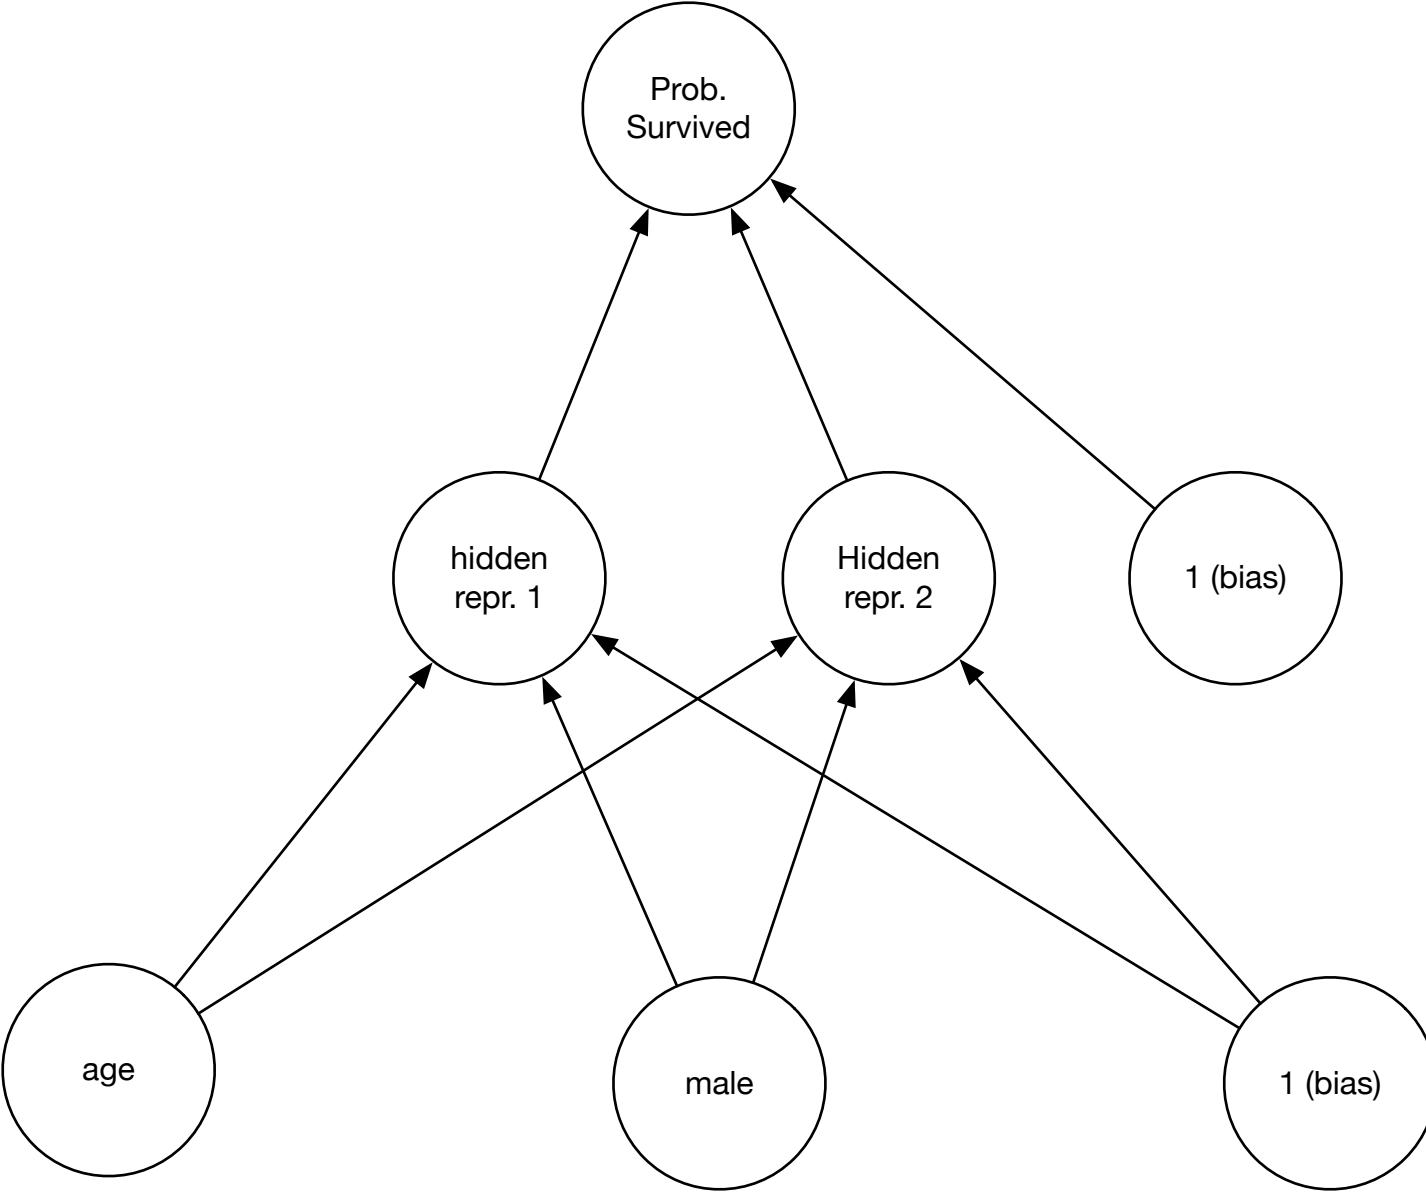 Prob.
Survived
hidden
repr. 1
Hidden
repr. 2
1 (bias)
age
male
1 (bias)